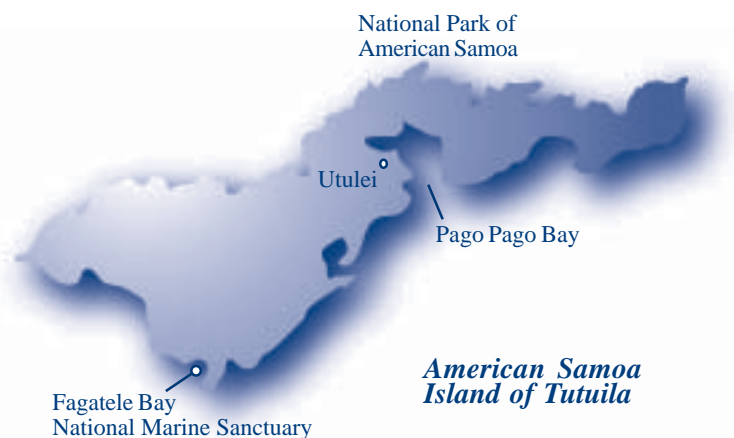 National Park of
American Samoa
Utulei
Pago Pago Bay
American Samoa
Island of Tutuila
Fagatele Bay
National Marine Sanctuary